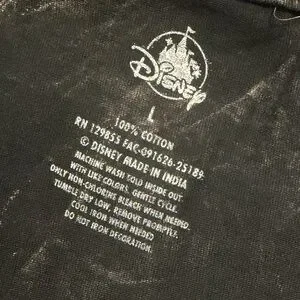 Disney
L
100% COTTON
RN 129855 FAC-091626-25189
© DISNEY MADE IN INDIA
MACHINE WASH COLD INSIDE OUT
WITH LIKE COLORS, GENTLE CYCLE.
ONLY NON-CHLORINE BLEACH WHEN NEEDED.
TUMBLE DRY LOW, REMOVE PROMPTLY.
COOL IRON WHEN NEEDED
DO NOT IRON DECORATION.